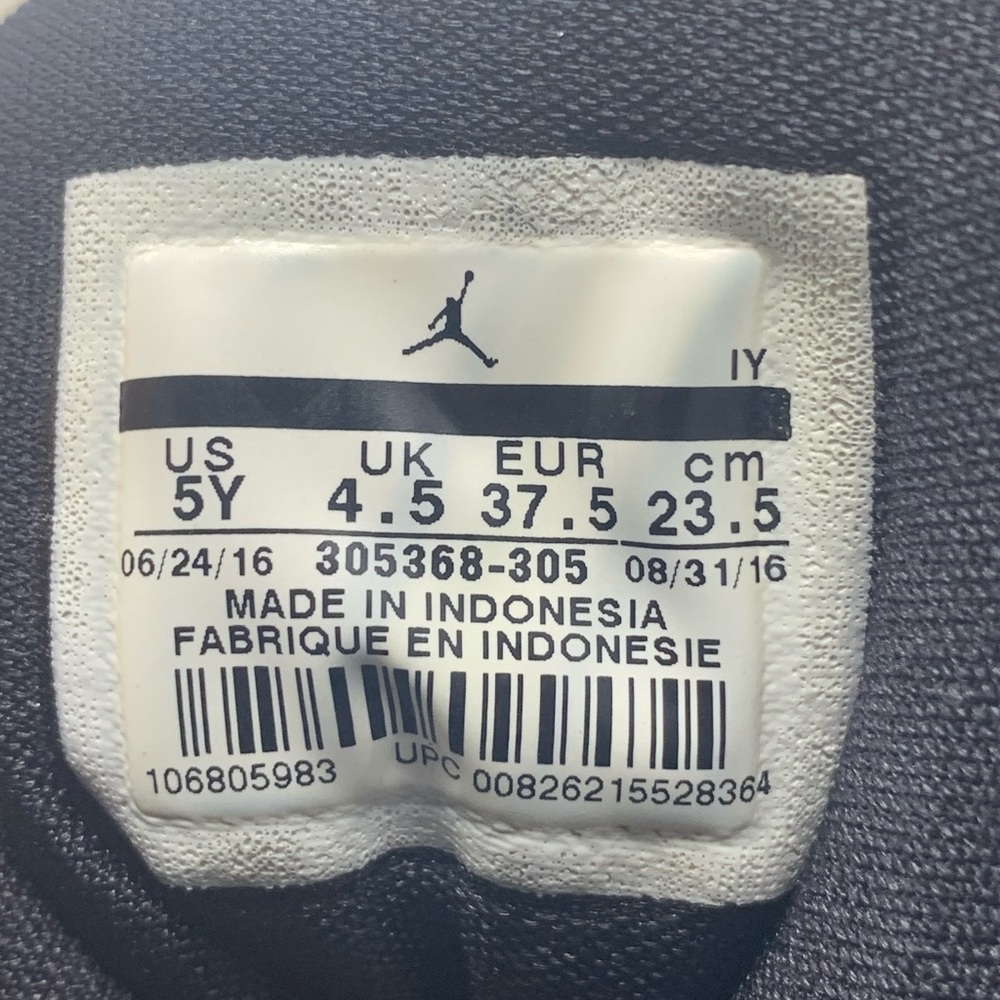 IY
US UK EUR cm
5Y 4.5 37.5 23.5
06/24/16 305368-305 08/31/16
MADE IN INDONESIA
FABRIQUE EN INDONESIE
106805983 UPC 00826215528364